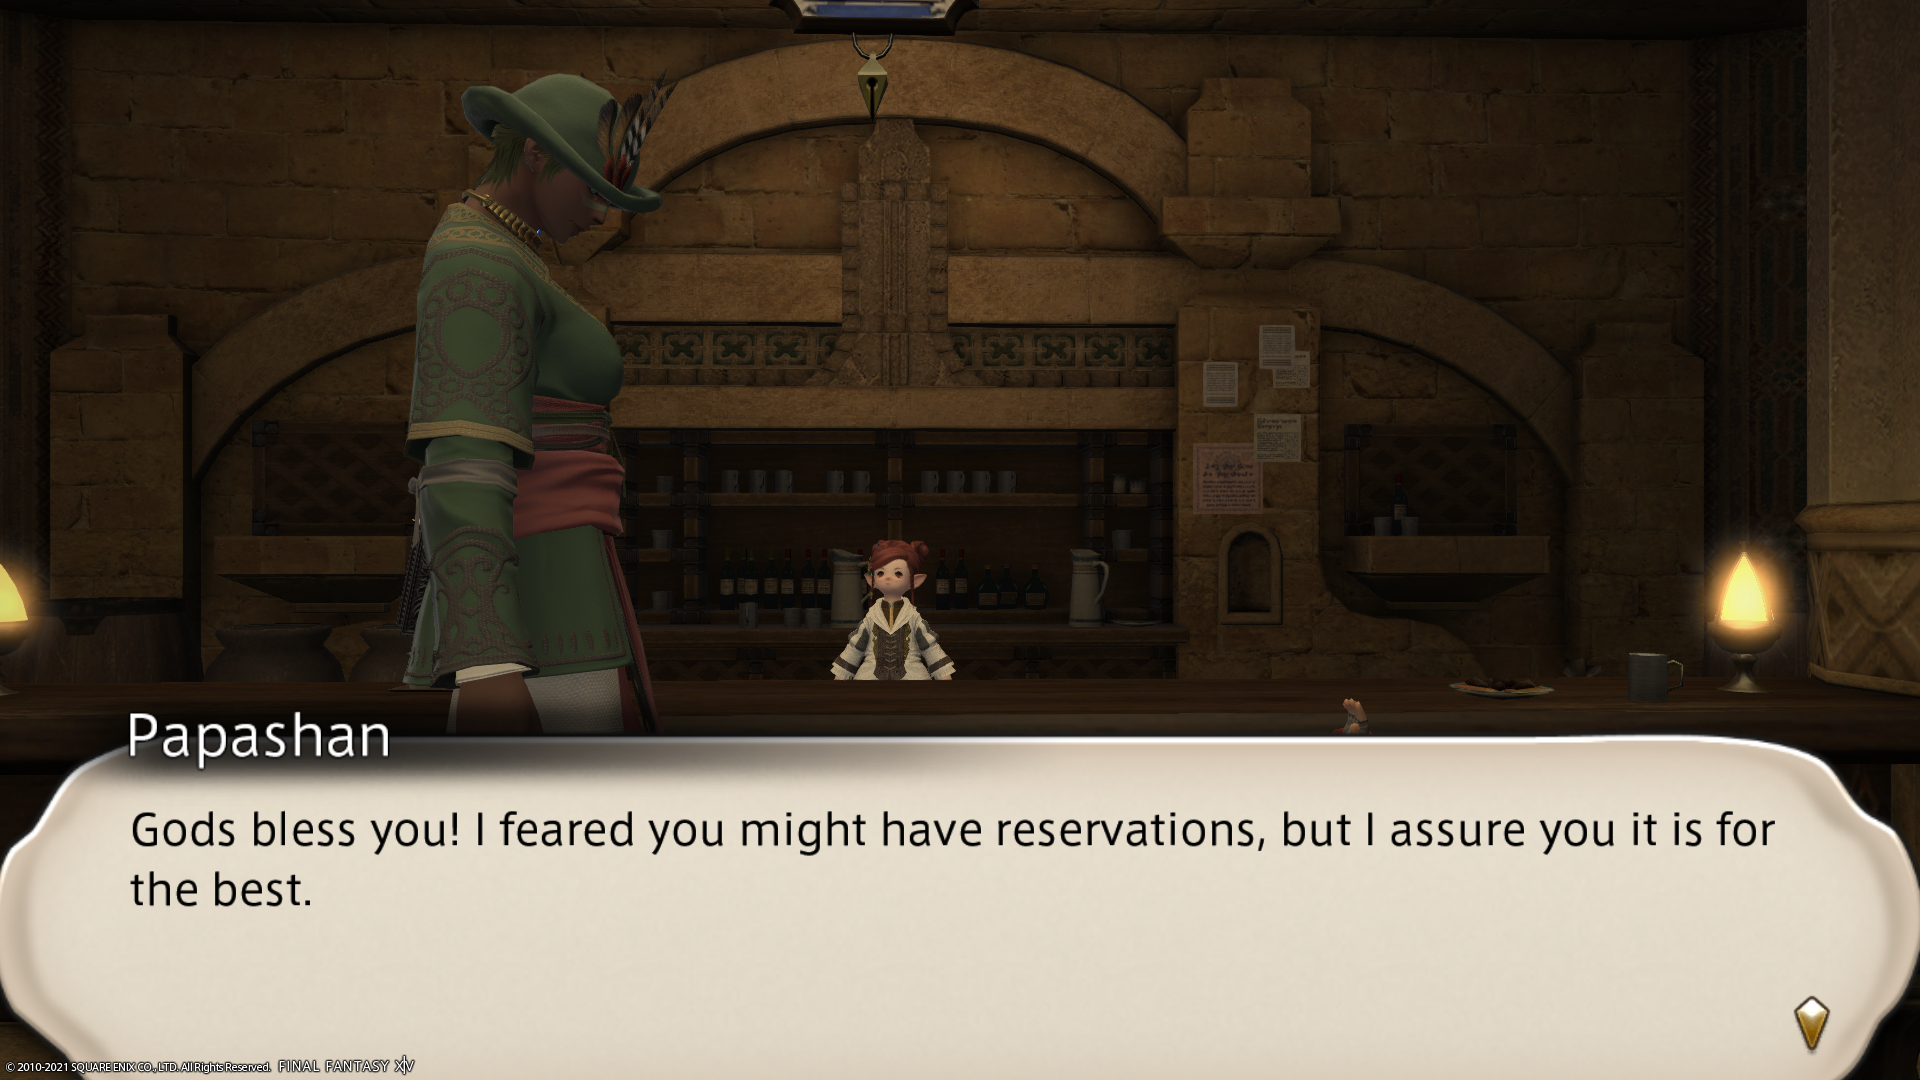 Papashan
Gods bless you! I feared you might have reservations, but I assure you it is for
the best.
© 2010-2021 SQUARE ENIX CO., LTD. All Rights Reserved. FINAL FANTASY XIV